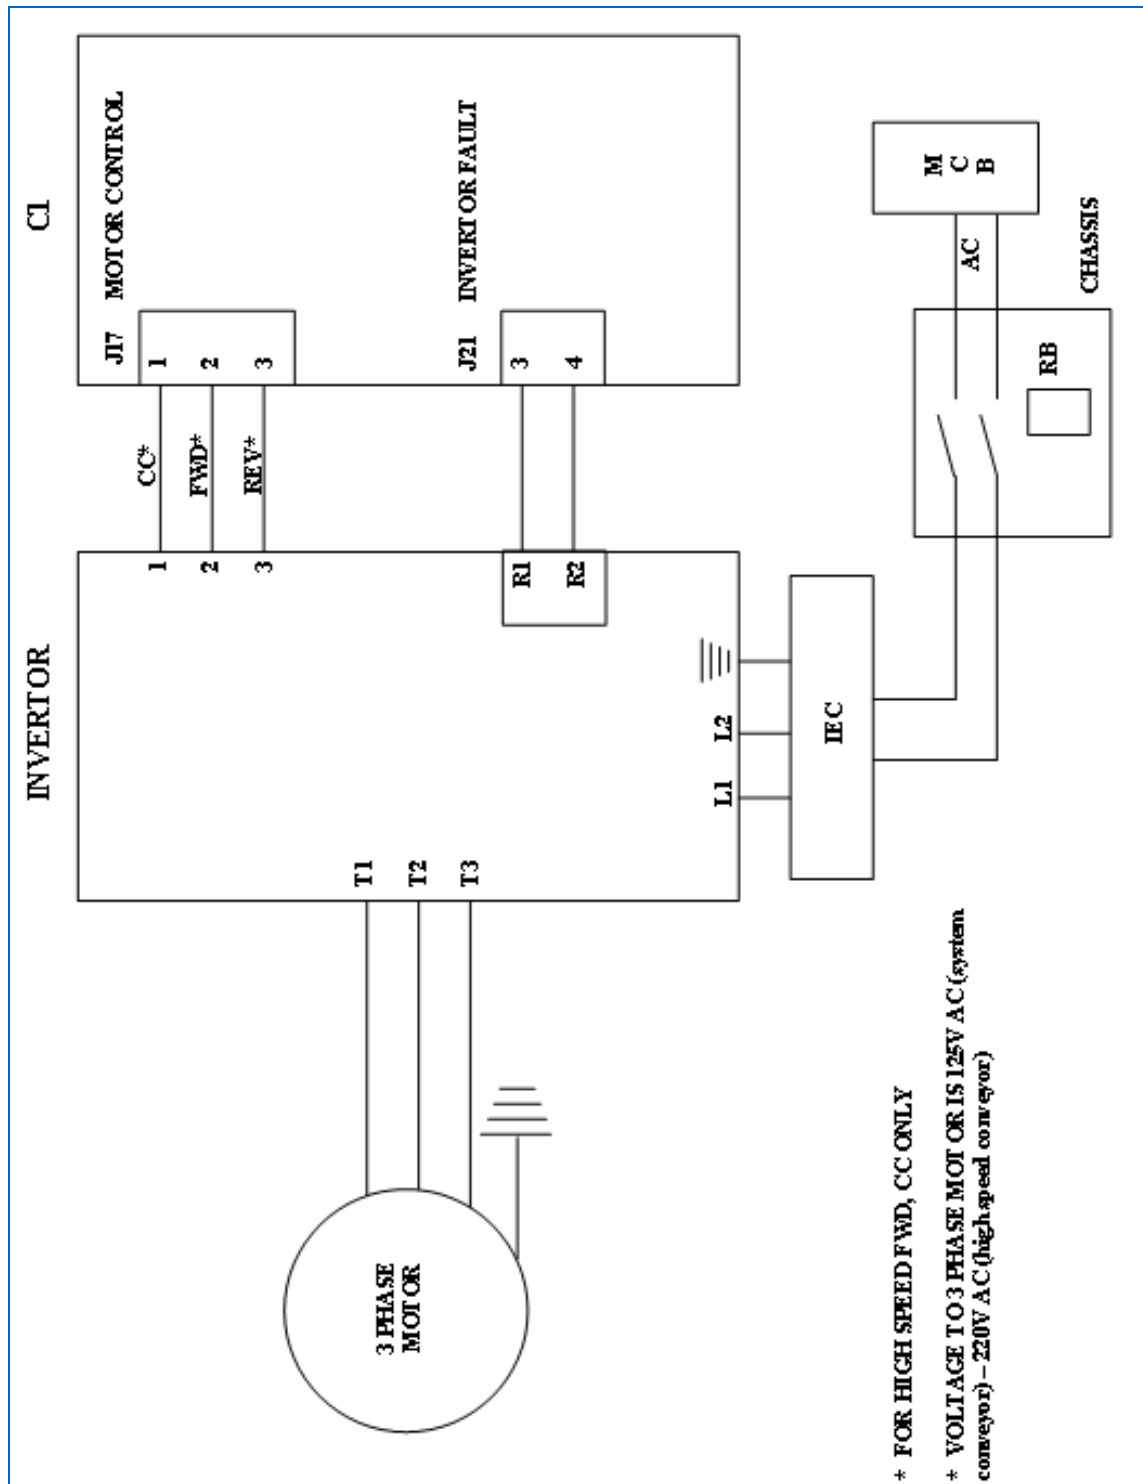 INVERTOR
C1
J17 MOTOR CONTROL
1
2
3
J21 INVERTOR FAULT
3
4
CC*
FWD*
REV*
1
2
3
R1
R2
T1
T2
T3
L1
L2
IEC
3 PHASE
MOTOR
M
C
B
AC
CHASSIS
RB
* FOR HIGH SPEED FWD, CC ONLY
* VOLTAGE TO 3 PHASE MOTOR IS 125V AC (system
conveyor) – 220V AC (high speed conveyor)